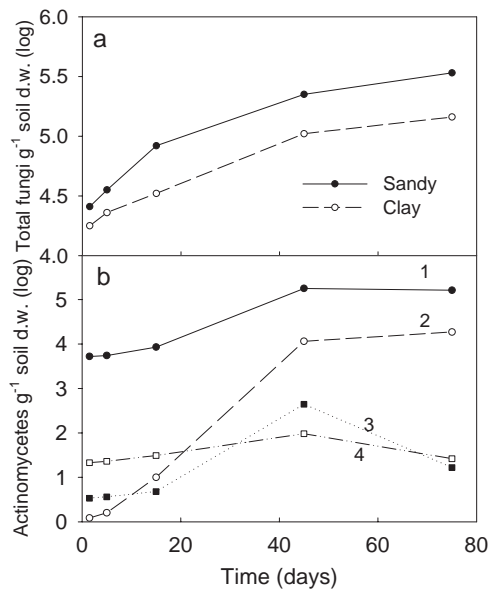 Total fungi g⁻¹ soil d.w. (log)
6.0
5.5
5.0
4.5
4.0
a
Sandy
Clay
Actinomycetes g⁻¹ soil d.w. (log)
5
4
3
2
1
0
b
1
2
3
4
0
20
40
60
80
Time (days)